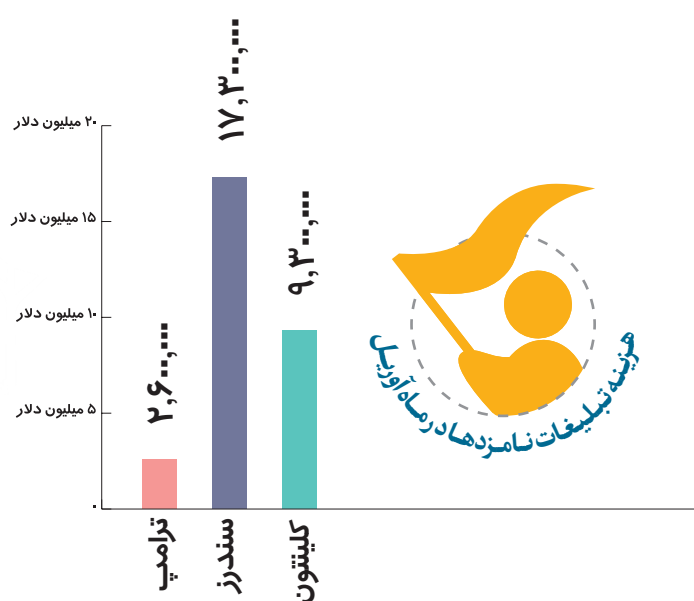 ۲۰ میلیون دلار
۱۵ میلیون دلار
۱۰ میلیون دلار
۵ میلیون دلار
۰
۲,۶۰۰,۰۰۰
۱۷,۳۰۰,۰۰۰
۹,۳۰۰,۰۰۰
ترامپ
سندرز
کلینتون
هزینه تبلیغات نامزدها در ماه آوریل